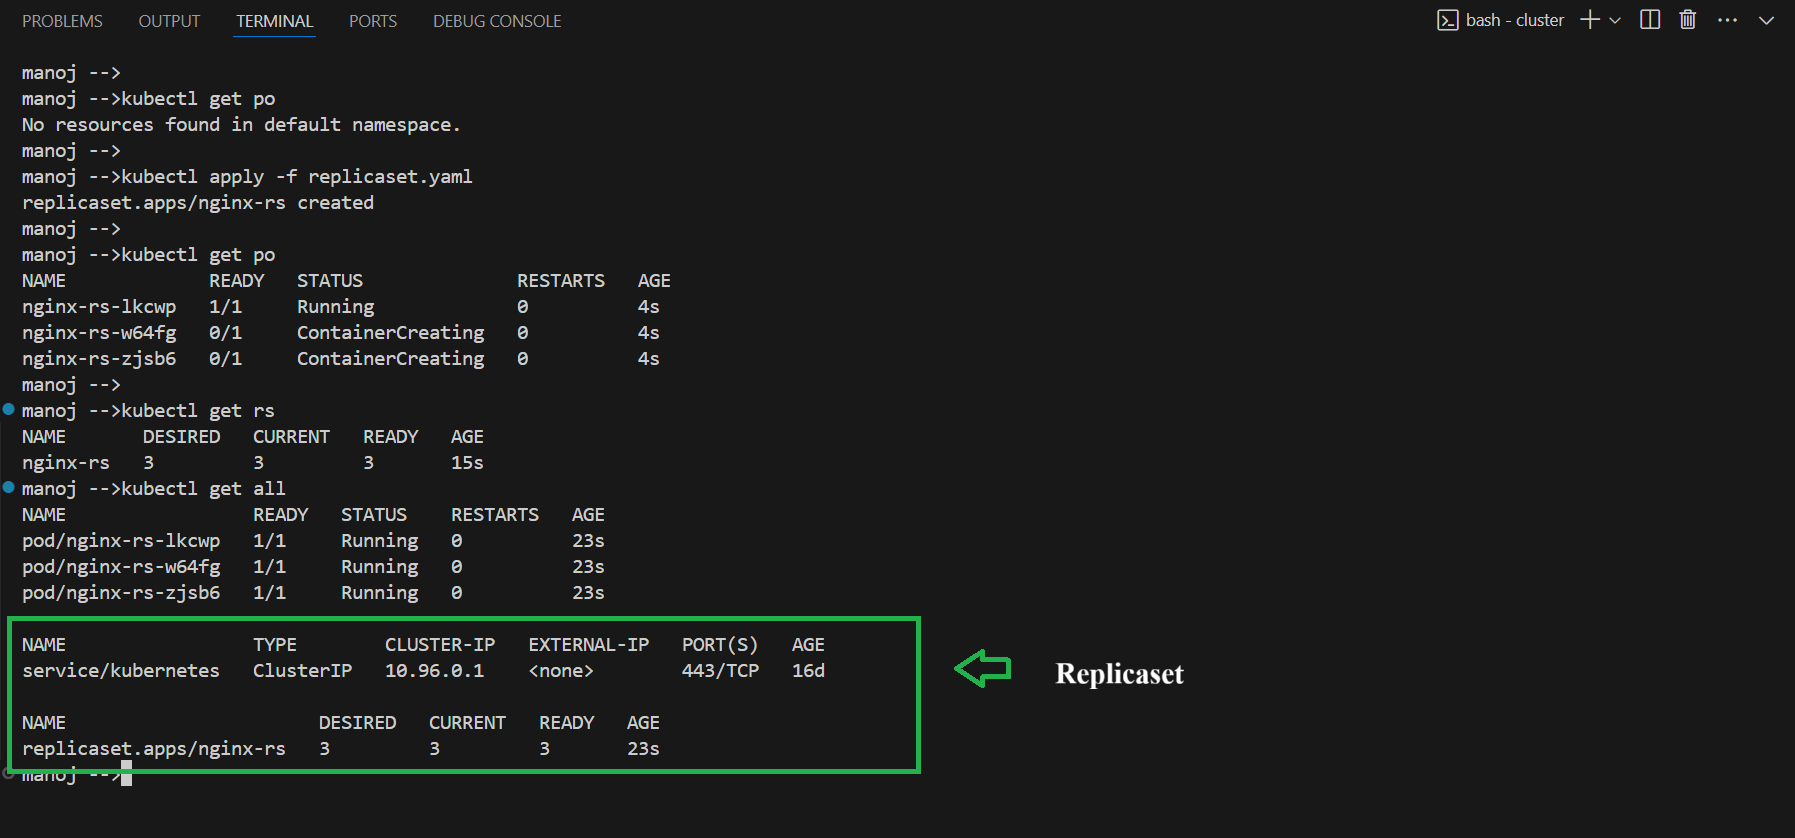 PROBLEMS OUTPUT TERMINAL PORTS DEBUG CONSOLE bash - cluster
manoj -->
manoj -->kubectl get po
No resources found in default namespace.
manoj -->
manoj -->kubectl apply -f replicaset.yaml
replicaset.apps/nginx-rs created
manoj -->
manoj -->kubectl get po
NAME READY STATUS RESTARTS AGE
nginx-rs-lkcwp 1/1 Running 0 4s
nginx-rs-w64fg 0/1 ContainerCreating 0 4s
nginx-rs-zjsb6 0/1 ContainerCreating 0 4s
manoj -->
manoj -->kubectl get rs
NAME DESIRED CURRENT READY AGE
nginx-rs 3 3 3 15s
manoj -->kubectl get all
NAME READY STATUS RESTARTS AGE
pod/nginx-rs-lkcwp 1/1 Running 0 23s
pod/nginx-rs-w64fg 1/1 Running 0 23s
pod/nginx-rs-zjsb6 1/1 Running 0 23s
NAME TYPE CLUSTER-IP EXTERNAL-IP PORT(S) AGE
service/kubernetes ClusterIP 10.96.0.1 <none> 443/TCP 16d
Replicaset
NAME DESIRED CURRENT READY AGE
replicaset.apps/nginx-rs 3 3 3 23s
manoj -->